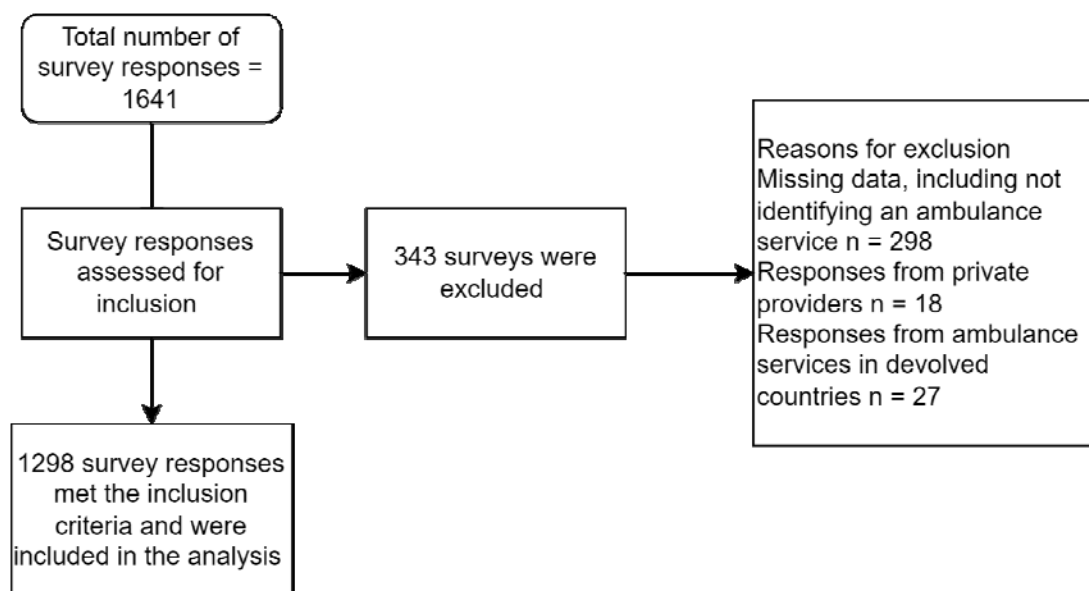 Total number of
survey responses =
1641
Survey responses
assessed for
inclusion
343 surveys were
excluded
Reasons for exclusion
Missing data, including not
identifying an ambulance
service n = 298
Responses from private
providers n = 18
Responses from ambulance
services in devolved
countries n = 27
1298 survey responses
met the inclusion
criteria and were
included in the analysis